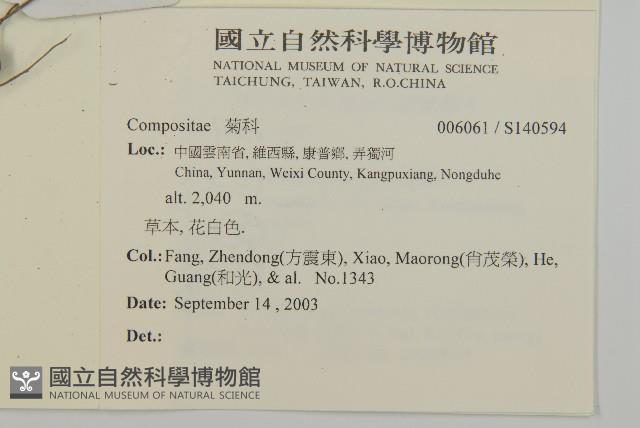 國立自然科學博物館
NATIONAL MUSEUM OF NATURAL SCIENCE
TAICHUNG, TAIWAN, R.O.CHINA
Compositae 菊科 006061 / S140594
Loc.: 中國雲南省, 維西縣, 康普鄉, 弄獨河
China, Yunnan, Weixi County, Kangpuxiang, Nongduhe
alt. 2,040 m.
草本, 花白色.
Col.: Fang, Zhendong(方震東), Xiao, Maorong(肖茂榮), He,
Guang(和光), & al. No.1343
Date: September 14 , 2003
Det.:
國立自然科學博物館
NATIONAL MUSEUM OF NATURAL SCIENCE